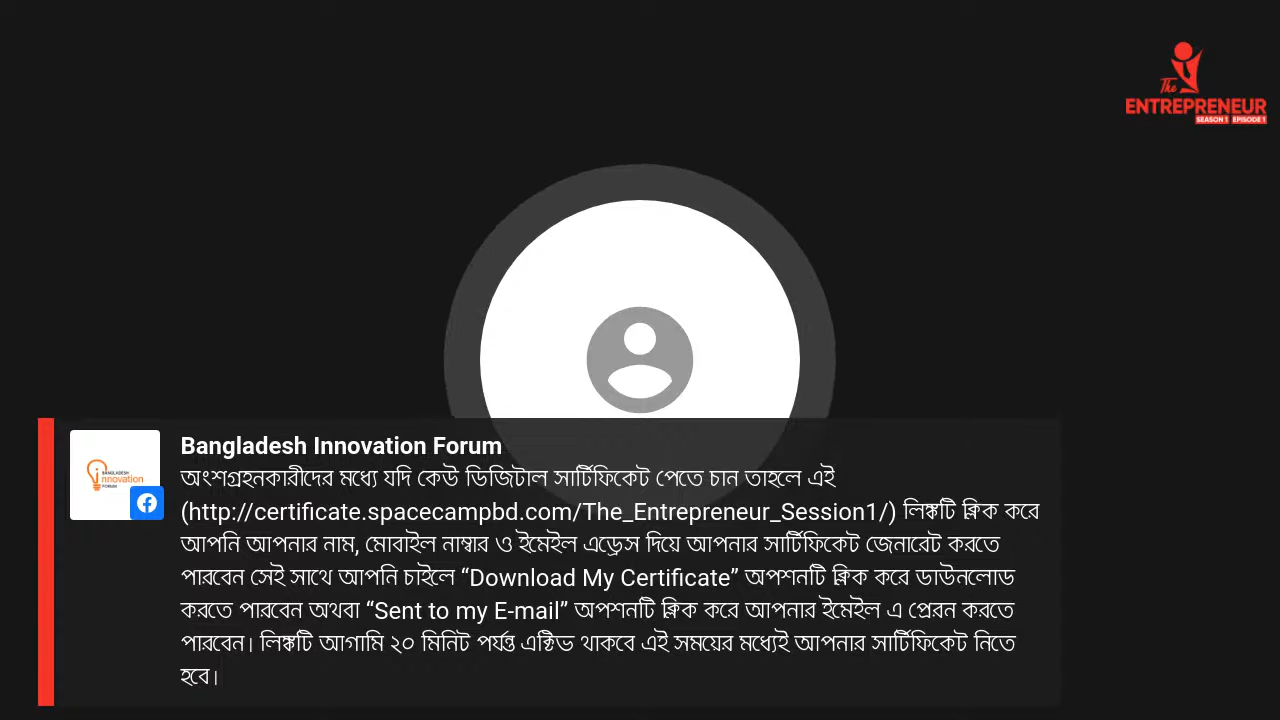 The
ENTREPRENEUR
SEASON 1 EPISODE 1
BANGLADESH
innovation
FORUM
Bangladesh Innovation Forum
অংশগ্রহনকারীদের মধ্যে যদি কেউ ডিজিটাল সার্টিফিকেট পেতে চান তাহলে এই
(http://certificate.spacecampbd.com/The_Entrepreneur_Session1/) লিঙ্কটি ক্লিক করে
আপনি আপনার নাম, মোবাইল নাম্বার ও ইমেইল এড্রেস দিয়ে আপনার সার্টিফিকেট জেনারেট করতে
পারবেন সেই সাথে আপনি চাইলে “Download My Certificate” অপশনটি ক্লিক করে ডাউনলোড
করতে পারবেন অথবা “Sent to my E-mail” অপশনটি ক্লিক করে আপনার ইমেইল এ প্রেরন করতে
পারবেন। লিঙ্কটি আগামি ২০ মিনিট পর্যন্ত এক্টিভ থাকবে এই সময়ের মধ্যেই আপনার সার্টিফিকেট নিতে
হবে।